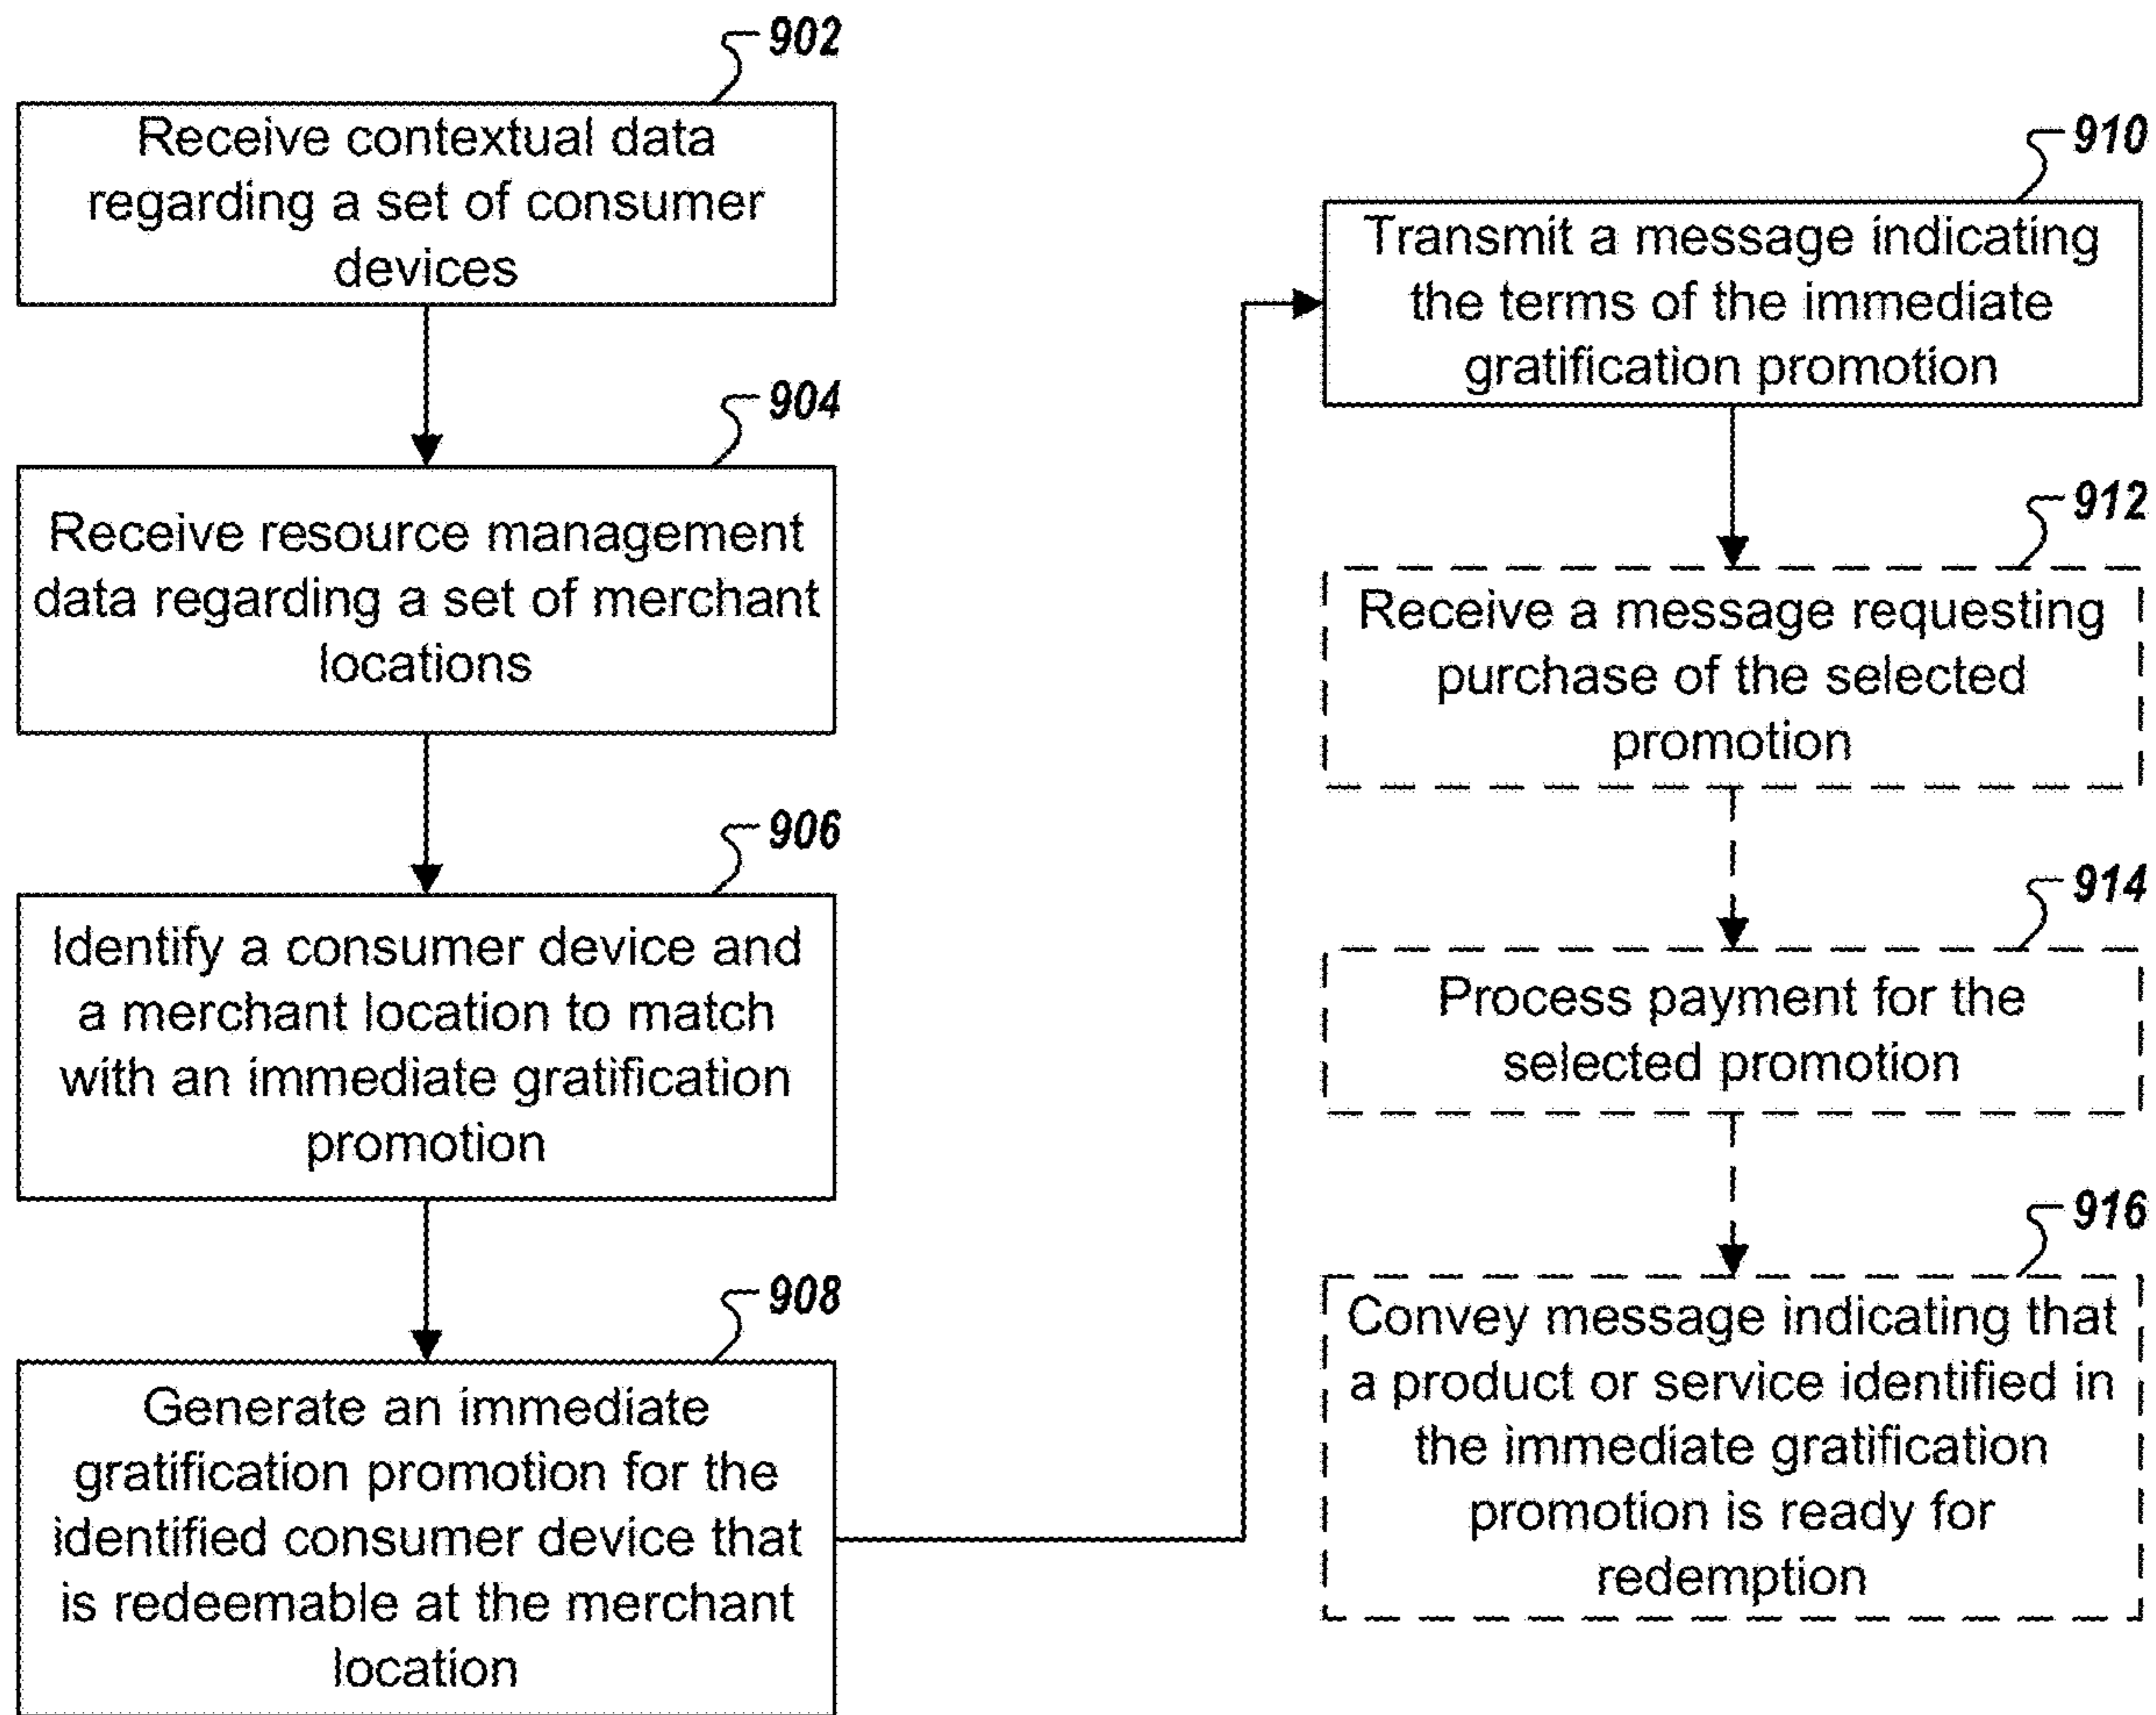 902
Receive contextual data
regarding a set of consumer
devices
904
Receive resource management
data regarding a set of merchant
locations
906
Identify a consumer device and
a merchant location to match
with an immediate gratification
promotion
908
Generate an immediate
gratification promotion for the
identified consumer device that
is redeemable at the merchant
location
910
Transmit a message indicating
the terms of the immediate
gratification promotion
912
Receive a message requesting
purchase of the selected
promotion
914
Process payment for the
selected promotion
916
Convey message indicating that
a product or service identified in
the immediate gratification
promotion is ready for
redemption